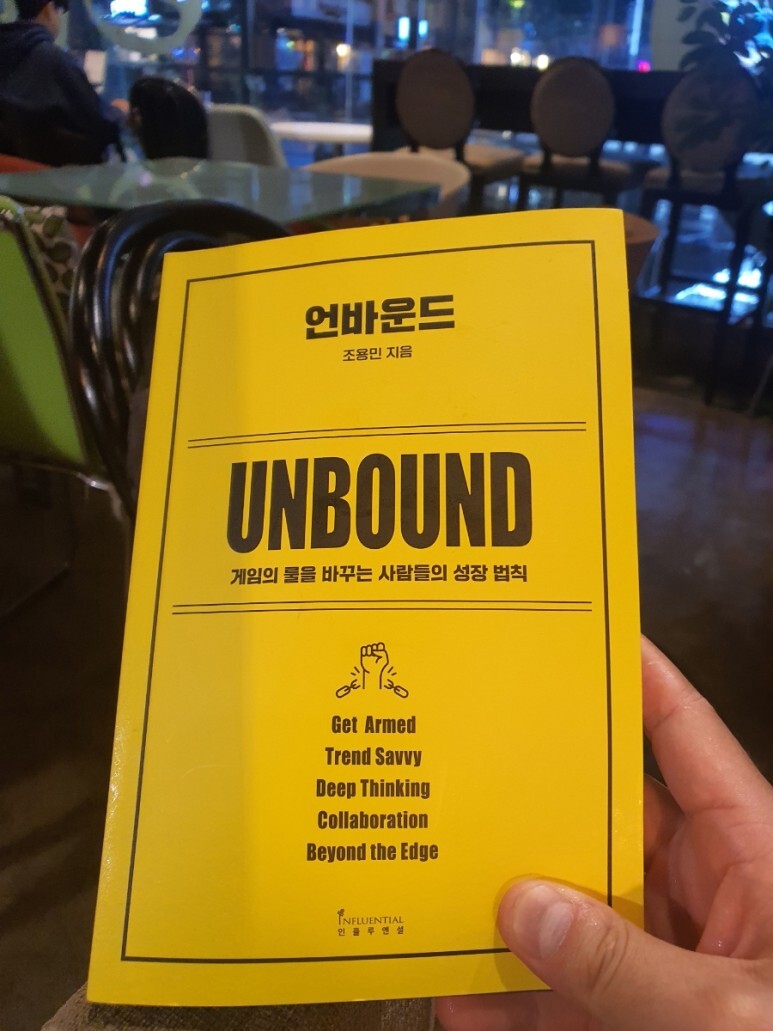 언바운드
조용민 지음
UNBOUND
게임의 룰을 바꾸는 사람들의 성장 법칙
Get Armed
Trend Savvy
Deep Thinking
Collaboration
Beyond the Edge
INFLUENTIAL
인플루엔셜